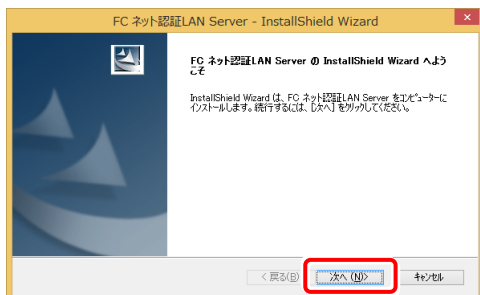 FC ネット認証LAN Server - InstallShield Wizard
FC ネット認証LAN Server の InstallShield Wizard へよう
こそ
InstallShield Wizard は、FC ネット認証LAN Server をコンピューターに
インストールします。続行するには、[次へ] をクリックしてください。
< 戻る(B)
次へ (N)>
キャンセル